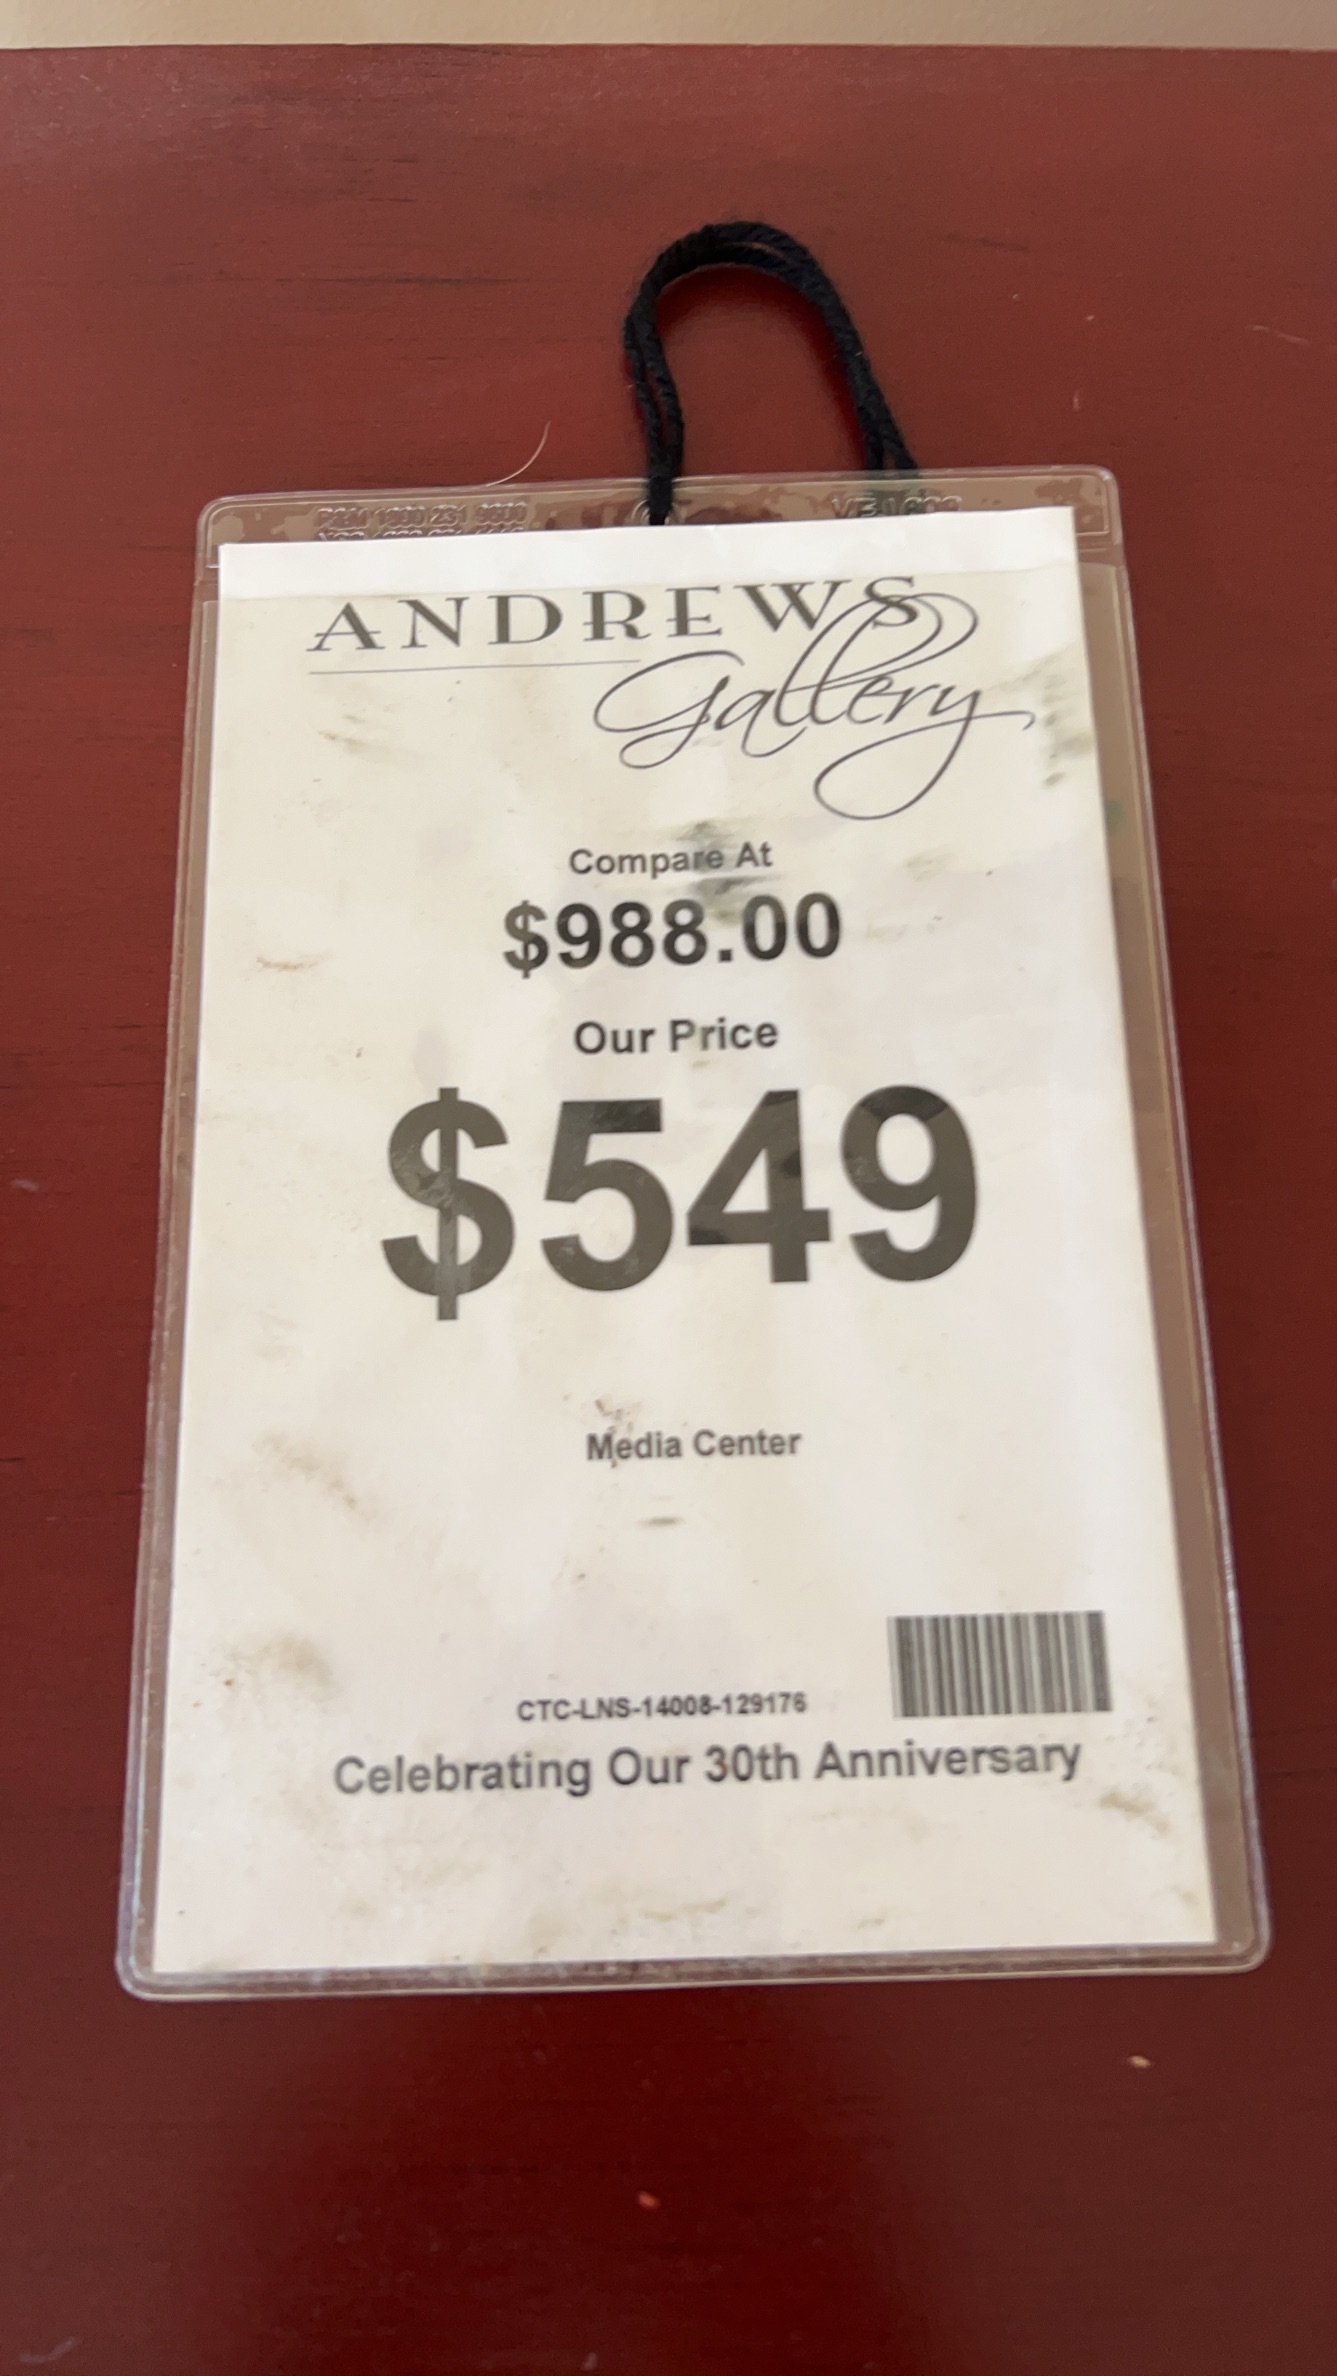 ANDREWS
Gallery
Compare At
$988.00
Our Price
$549
Media Center
CTC-LNS-14008-129176
Celebrating Our 30th Anniversary